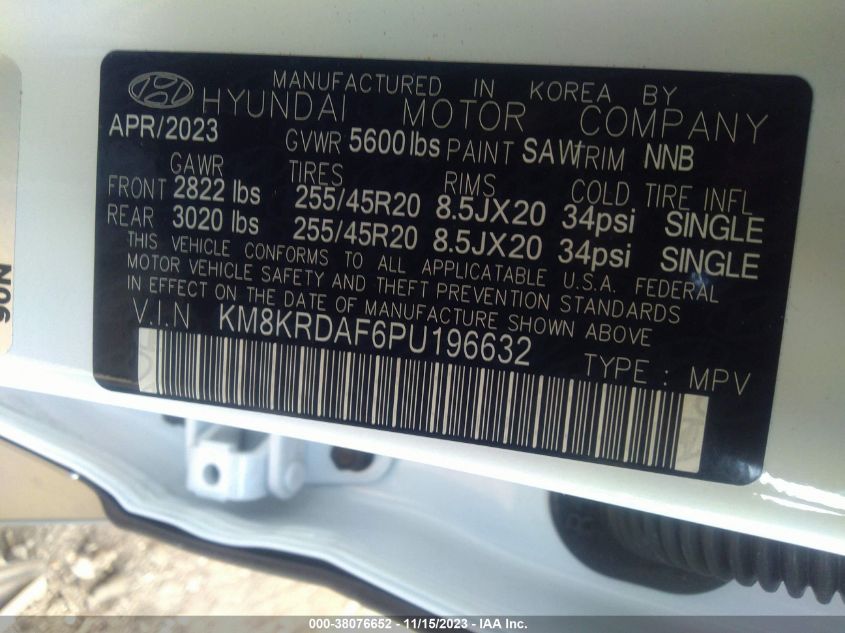 MANUFACTURED IN KOREA BY
HYUNDAI MOTOR COMPANY
APR/2023 GVWR 5600lbs PAINT SAW TRIM NNB
GAWR TIRES RIMS COLD TIRE INFL
FRONT 2822 lbs 255/45R20 8.5JX20 34psi SINGLE
REAR 3020 lbs 255/45R20 8.5JX20 34psi SINGLE
THIS VEHICLE CONFORMS TO ALL APPLICATABLE U.S.A. FEDERAL
MOTOR VEHICLE SAFETY AND THEFT PREVENTION STANDARDS
IN EFFECT ON THE DATE OF MANUFACTURE SHOWN ABOVE
V.I.N KM8KRDAF6PU196632
TYPE : MPV
NO6
000-38076652 - 11/15/2023 - IAA Inc.